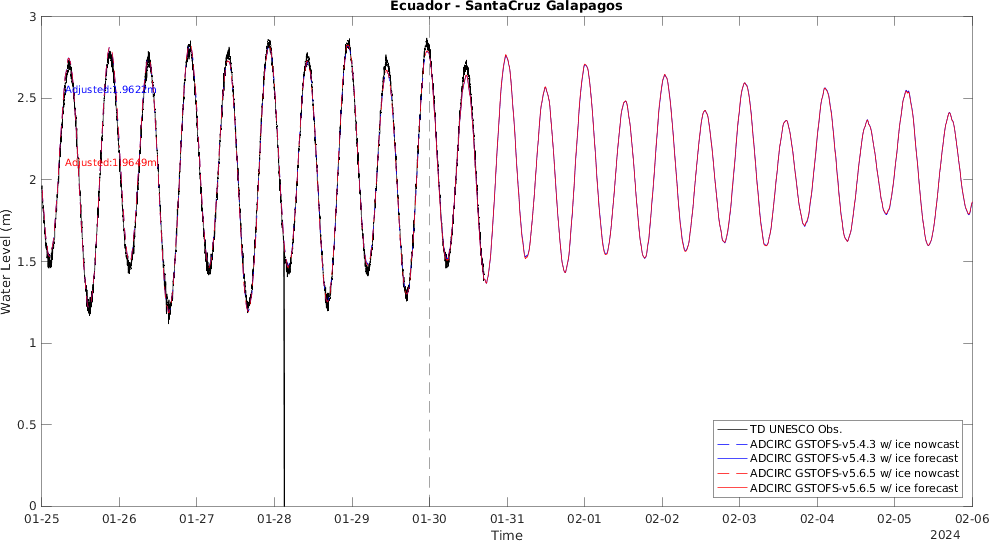 Ecuador - SantaCruz Galapagos
3
2.5
2
1.5
1
0.5
0
Water Level (m)
Adjusted:1.9622m
Adjusted:1.9649m
TD UNESCO Obs.
ADCIRC GSTOFS-v5.4.3 w/ ice nowcast
ADCIRC GSTOFS-v5.4.3 w/ ice forecast
ADCIRC GSTOFS-v5.6.5 w/ ice nowcast
ADCIRC GSTOFS-v5.6.5 w/ ice forecast
01-25 01-26 01-27 01-28 01-29 01-30 01-31 02-01 02-02 02-03 02-04 02-05 02-06
Time
2024